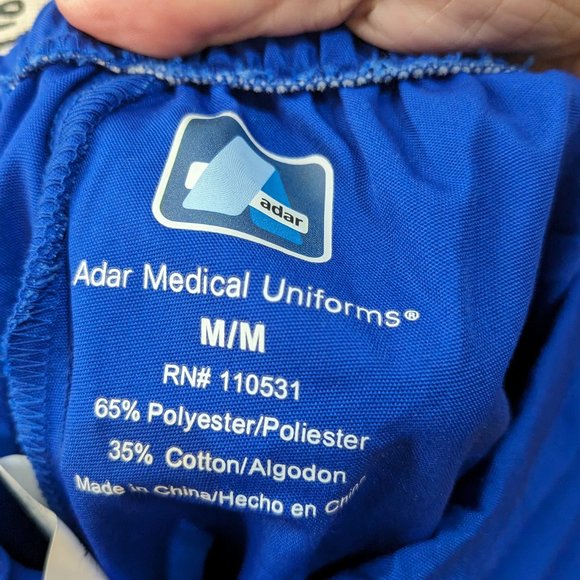 adar
Adar Medical Uniforms®
M/M
RN# 110531
65% Polyester/Poliester
35% Cotton/Algodon
Made in China/Hecho en China